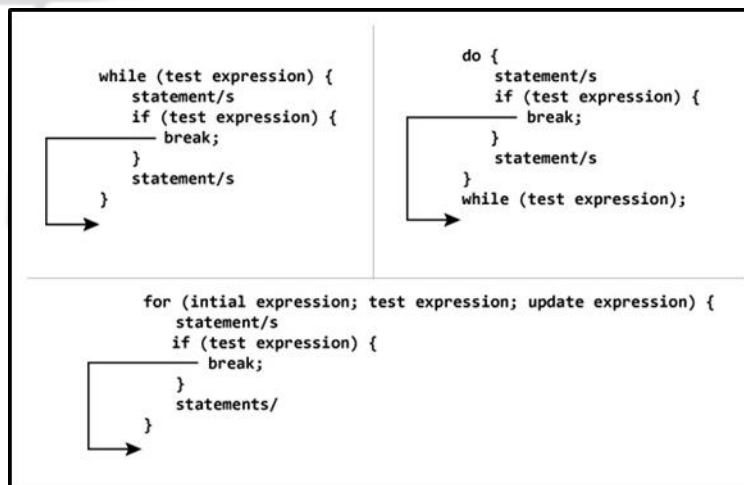 while (test expression) {
statement/s
if (test expression) {
break;
}
statement/s
}
do {
statement/s
if (test expression) {
break;
}
statement/s
}
while (test expression);
for (intial expression; test expression; update expression) {
statement/s
if (test expression) {
break;
}
statements/
}